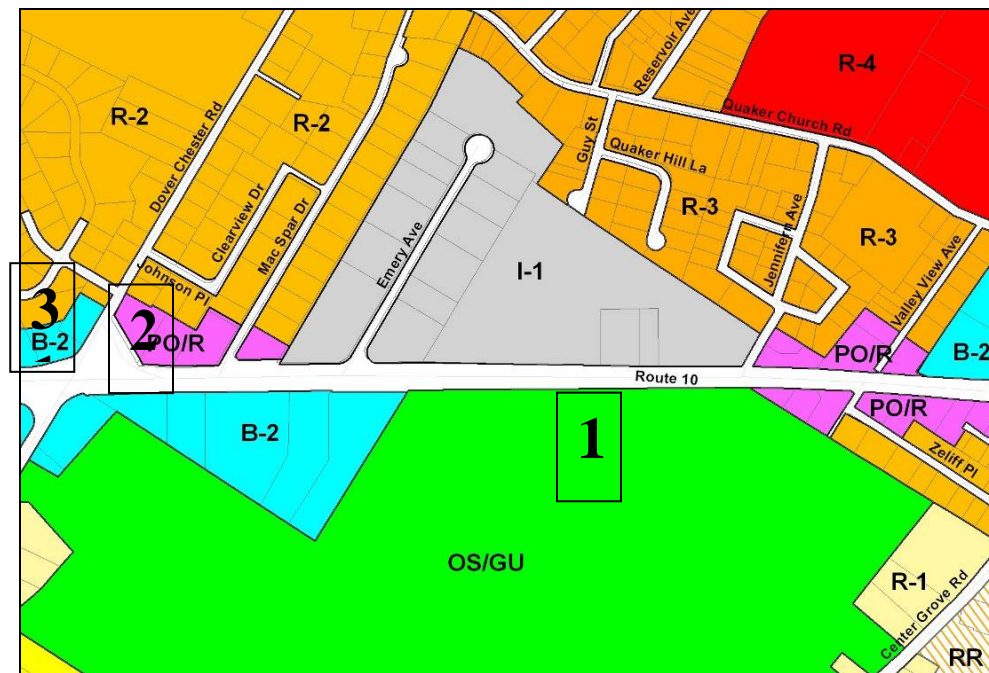 R-4
Reservoir Ave
R-2
R-2
Quaker Church Rd
Guy St
Quaker Hill La
Dover Chester Rd
R-3
R-3
Clearview Dr
Mac Spar Dr
Emery Ave
Jennifern Ave
Valley View Ave
I-1
Johnson Pl
3
2
B-2
PO/R
PO/R
B-2
Route 10
PO/R
B-2
1
Zeliff Pl
OS/GU
R-1
Center Grove Rd
RR